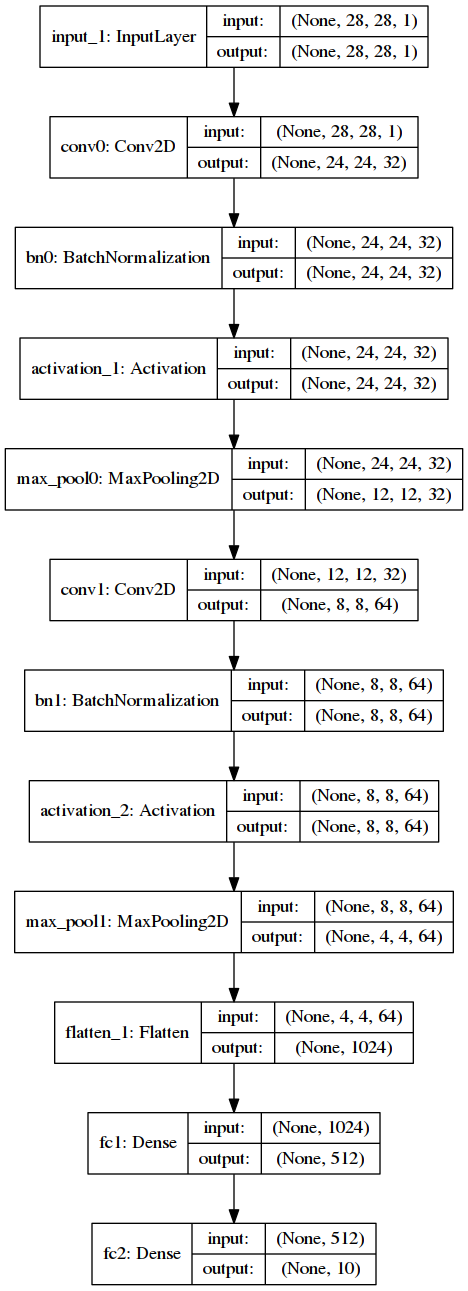 input_1: InputLayer
input: (None, 28, 28, 1)
output: (None, 28, 28, 1)
conv0: Conv2D
input: (None, 28, 28, 1)
output: (None, 24, 24, 32)
bn0: BatchNormalization
input: (None, 24, 24, 32)
output: (None, 24, 24, 32)
activation_1: Activation
input: (None, 24, 24, 32)
output: (None, 24, 24, 32)
max_pool0: MaxPooling2D
input: (None, 24, 24, 32)
output: (None, 12, 12, 32)
conv1: Conv2D
input: (None, 12, 12, 32)
output: (None, 8, 8, 64)
bn1: BatchNormalization
input: (None, 8, 8, 64)
output: (None, 8, 8, 64)
activation_2: Activation
input: (None, 8, 8, 64)
output: (None, 8, 8, 64)
max_pool1: MaxPooling2D
input: (None, 8, 8, 64)
output: (None, 4, 4, 64)
flatten_1: Flatten
input: (None, 4, 4, 64)
output: (None, 1024)
fc1: Dense
input: (None, 1024)
output: (None, 512)
fc2: Dense
input: (None, 512)
output: (None, 10)